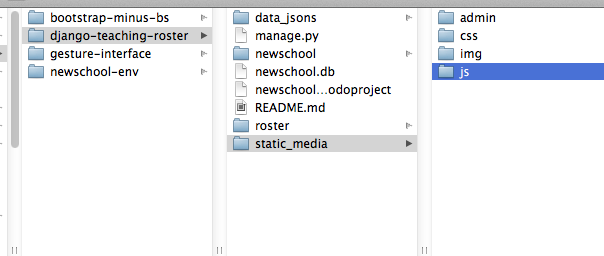 bootstrap-minus-bs
django-teaching-roster
gesture-interface
newschool-env
data_jsons
manage.py
newschool
newschool.db
newschool...odoproject
README.md
roster
static_media
admin
css
img
js